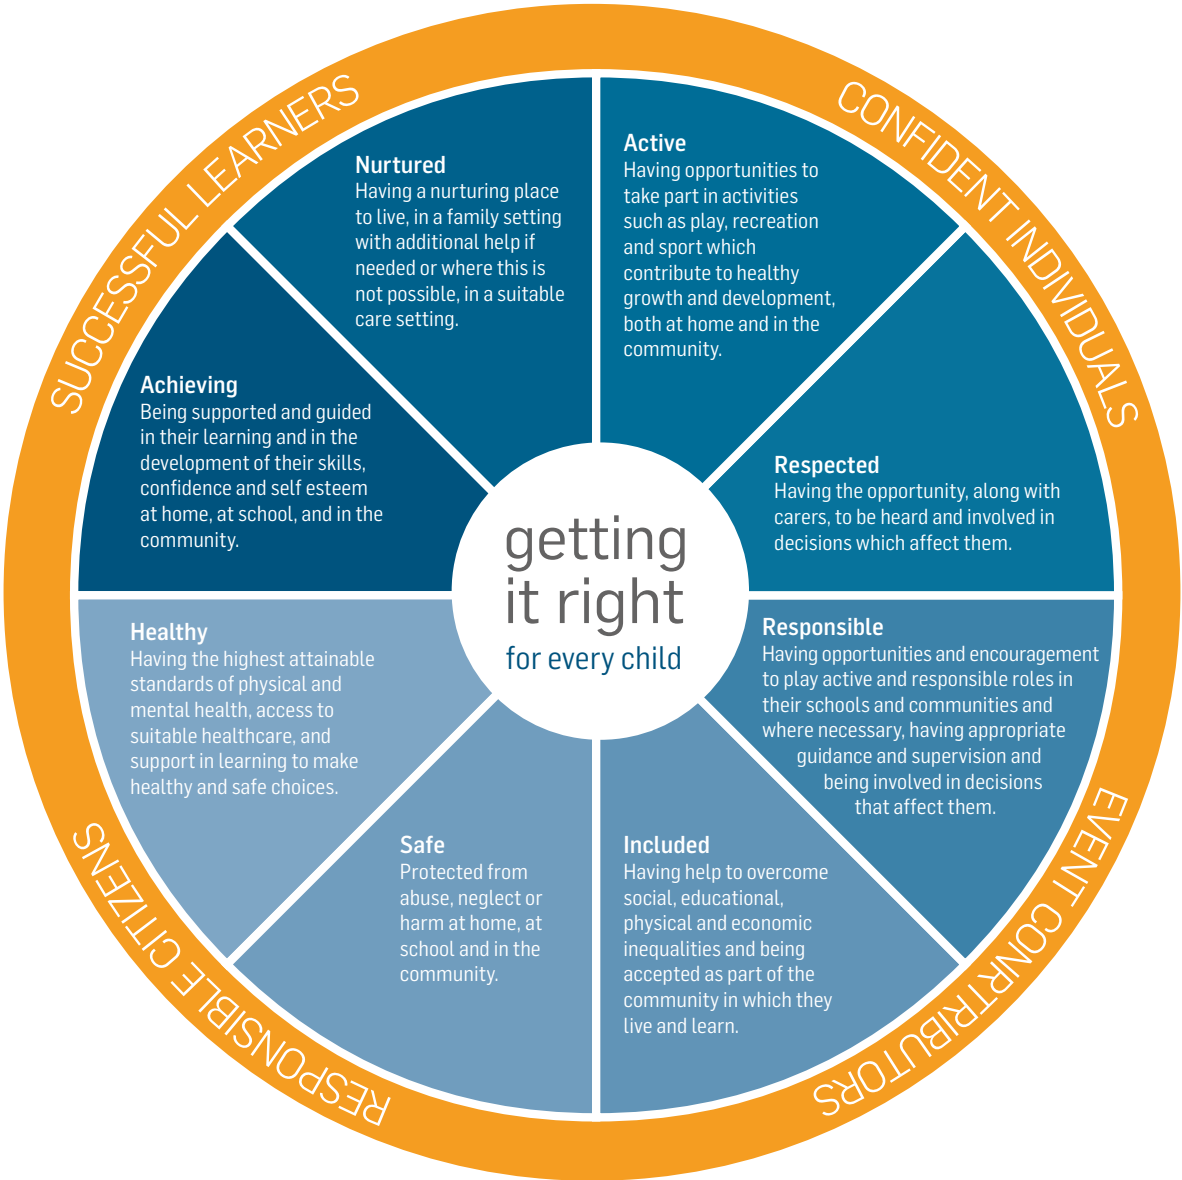 SUCCESSFUL LEARNERS
CONFIDENT INDIVIDUALS
Nurtured
Having a nurturing place
to live, in a family setting
with additional help if
needed or where this is
not possible, in a suitable
care setting.
Active
Having opportunities to
take part in activities
such as play, recreation
and sport which
contribute to healthy
growth and development,
both at home and in the
community.
Achieving
Being supported and guided
in their learning and in the
development of their skills,
confidence and self esteem
at home, at school, and in the
community.
Respected
Having the opportunity, along with
carers, to be heard and involved in
decisions which affect them.
getting
it right
for every child
Healthy
Having the highest attainable
standards of physical and
mental health, access to
suitable healthcare, and
support in learning to make
healthy and safe choices.
Responsible
Having opportunities and encouragement
to play active and responsible roles in
their schools and communities and
where necessary, having appropriate
guidance and supervision and
being involved in decisions
that affect them.
Safe
Protected from
abuse, neglect or
harm at home, at
school and in the
community.
Included
Having help to overcome
social, educational,
physical and economic
inequalities and being
accepted as part of the
community in which they
live and learn.
RESPONSIBLE CITIZENS
EVENT CONRTRIBUTORS